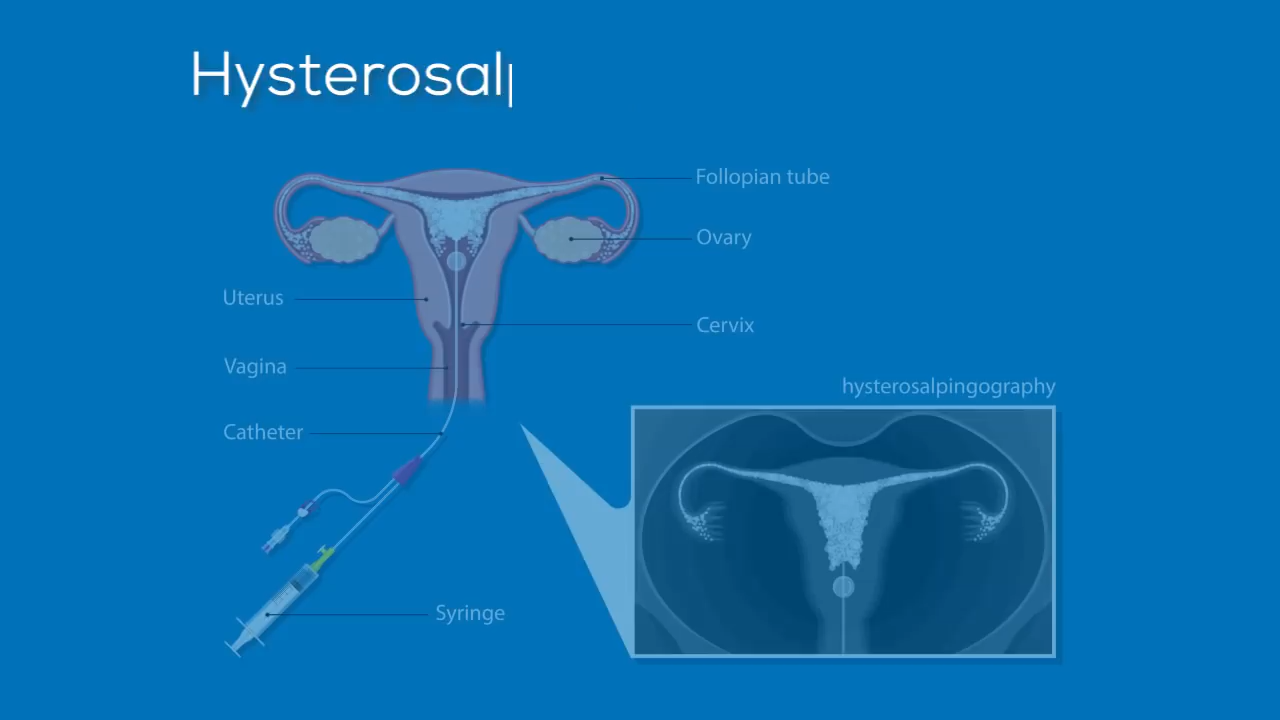 Hysterosal
Follopian tube
Ovary
Uterus
Cervix
Vagina
hysterosalpingography
Catheter
Syringe